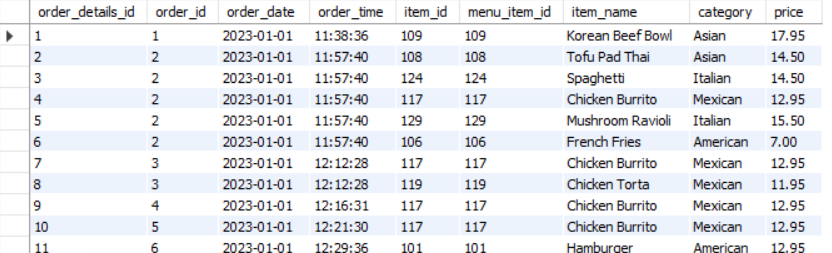 order_details_id order_id order_date order_time item_id menu_item_id item_name category price
1 1 2023-01-01 11:38:36 109 109 Korean Beef Bowl Asian 17.95
2 2 2023-01-01 11:57:40 108 108 Tofu Pad Thai Asian 14.50
3 2 2023-01-01 11:57:40 124 124 Spaghetti Italian 14.50
4 2 2023-01-01 11:57:40 117 117 Chicken Burrito Mexican 12.95
5 2 2023-01-01 11:57:40 129 129 Mushroom Ravioli Italian 15.50
6 2 2023-01-01 11:57:40 106 106 French Fries American 7.00
7 3 2023-01-01 12:12:28 117 117 Chicken Burrito Mexican 12.95
8 3 2023-01-01 12:12:28 119 119 Chicken Torta Mexican 11.95
9 4 2023-01-01 12:16:31 117 117 Chicken Burrito Mexican 12.95
10 5 2023-01-01 12:21:30 117 117 Chicken Burrito Mexican 12.95
11 6 2023-01-01 12:29:36 101 101 Hamburger American 12.95